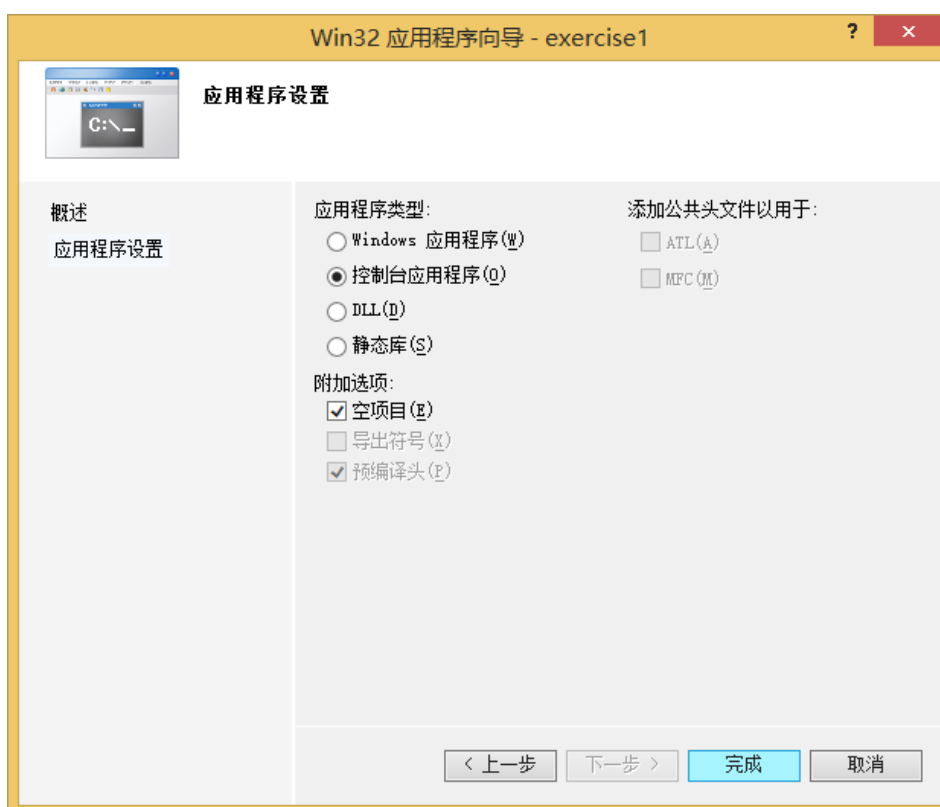 Win32 应用程序向导 - exercise1
?
×
C:\_
应用程序设置
概述
应用程序设置
应用程序类型:
Windows 应用程序(W)
控制台应用程序(O)
DLL(D)
静态库(S)
附加选项:
空项目(E)
导出符号(X)
预编译头(P)
添加公共头文件以用于:
ATL(A)
MFC(M)
< 上一步
下一步 >
完成
取消